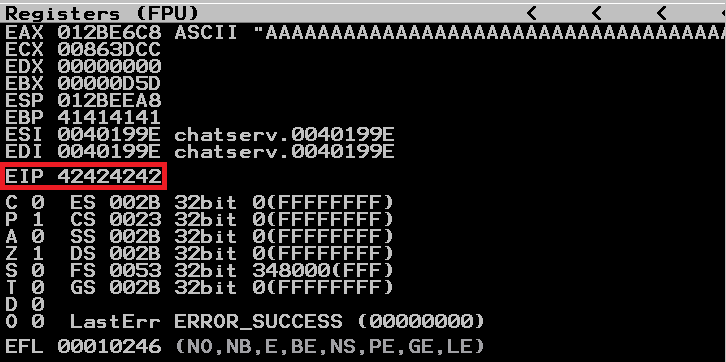 Registers (FPU) < < < <
EAX 012BE6C8 ASCII "AAAAAAAAAAAAAAAAAAAAAAAAAAAAAAAAAAAAAA
ECX 00863DCC
EDX 00000000
EBX 00000D5D
ESP 012BEEA8
EBP 41414141
ESI 0040199E chatserv.0040199E
EDI 0040199E chatserv.0040199E
EIP 42424242
C 0 ES 002B 32bit 0(FFFFFFFF)
P 1 CS 0023 32bit 0(FFFFFFFF)
A 0 SS 002B 32bit 0(FFFFFFFF)
Z 1 DS 002B 32bit 0(FFFFFFFF)
S 0 FS 0053 32bit 348000(FFF)
T 0 GS 002B 32bit 0(FFFFFFFF)
D 0
O 0 LastErr ERROR_SUCCESS (00000000)
EFL 00010246 (NO,NB,E,BE,NS,PE,GE,LE)